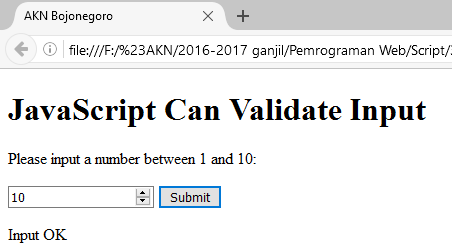 AKN Bojonegoro
file:///F:/%23AKN/2016-2017 ganjil/Pemrograman Web/Script/
JavaScript Can Validate Input
Please input a number between 1 and 10:
10 Submit
Input OK